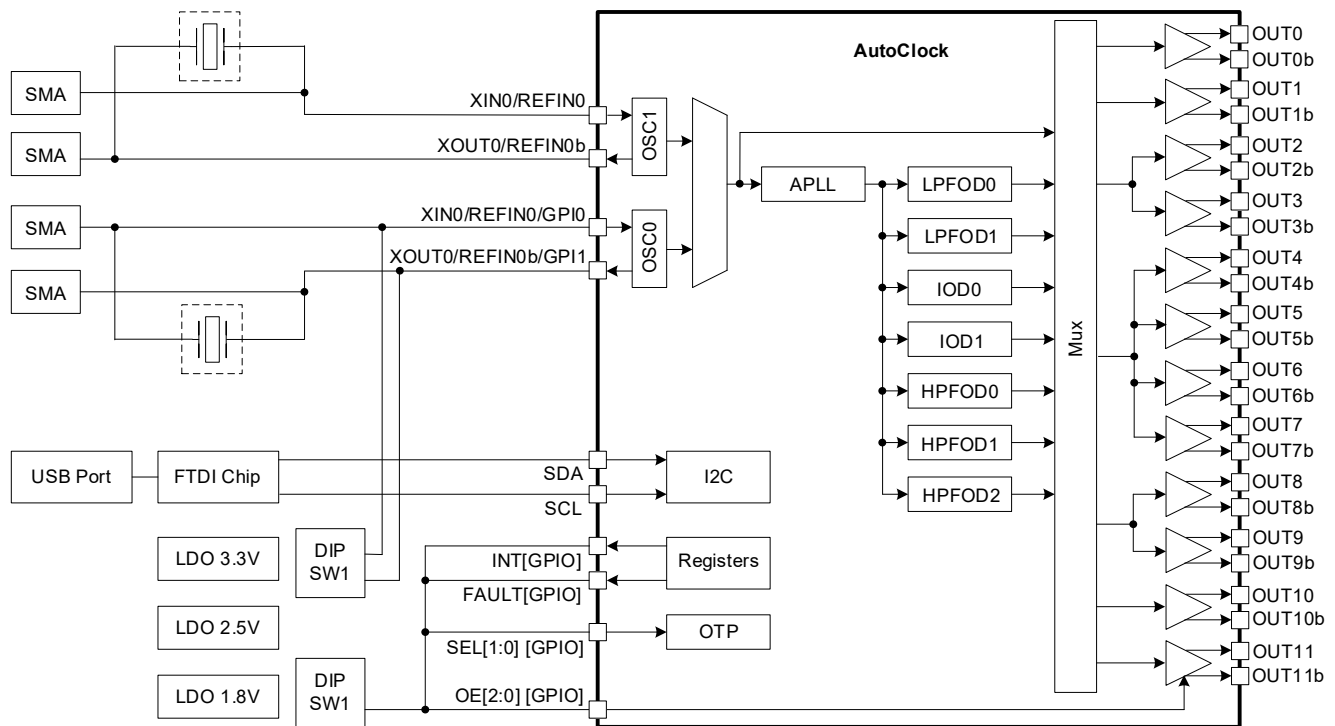 AutoClock
OUT0
OUT0b
SMA
XIN0/REFIN0
OSC1
OUT1
OUT1b
SMA
XOUT0/REFIN0b
OUT2
OUT2b
APLL
LPFOD0
SMA
XIN0/REFIN0/GPI0
OSC0
OUT3
OUT3b
LPFOD1
XOUT0/REFIN0b/GPI1
OUT4
OUT4b
SMA
IOD0
OUT5
OUT5b
IOD1
Mux
OUT6
OUT6b
HPFOD0
OUT7
OUT7b
HPFOD1
USB Port
FTDI Chip
SDA
I2C
SCL
HPFOD2
OUT8
OUT8b
LDO 3.3V
DIP
SW1
INT[GPIO]
Registers
FAULT[GPIO]
OUT9
OUT9b
LDO 2.5V
SEL[1:0] [GPIO]
OTP
OUT10
OUT10b
LDO 1.8V
DIP
SW1
OE[2:0] [GPIO]
OUT11
OUT11b